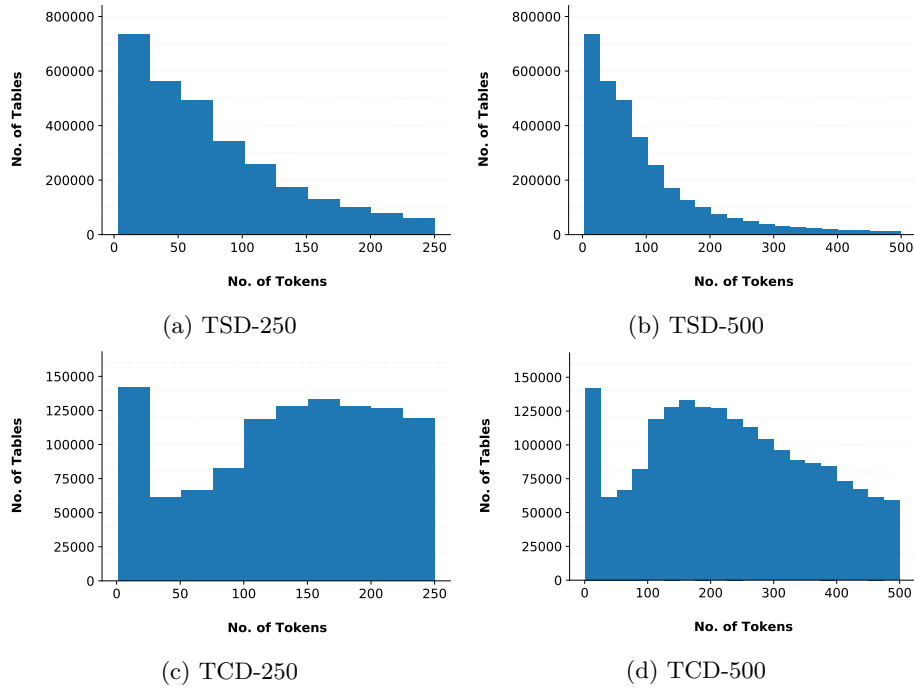 800000
600000
400000
200000
0
No. of Tables
0 50 100 150 200 250
No. of Tokens
(a) TSD-250
800000
600000
400000
200000
0
No. of Tables
0 100 200 300 400 500
No. of Tokens
(b) TSD-500
150000
125000
100000
75000
50000
25000
0
No. of Tables
0 50 100 150 200 250
No. of Tokens
(c) TCD-250
150000
125000
100000
75000
50000
25000
0
No. of Tables
0 100 200 300 400 500
No. of Tokens
(d) TCD-500